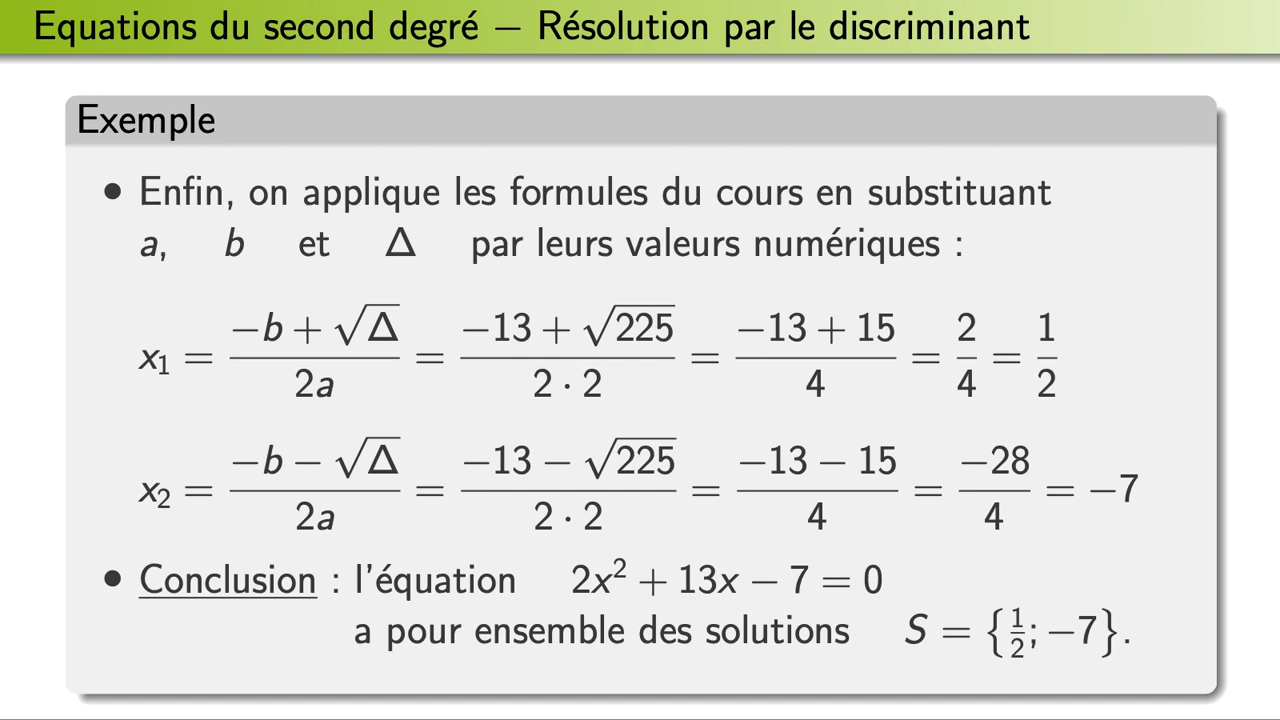 Equations du second degré – Résolution par le discriminant
Exemple
• Enfin, on applique les formules du cours en substituant
a, b et Δ par leurs valeurs numériques :
x₁ = (−b + √Δ)/(2a) = (−13 + √225)/(2 · 2) = (−13 + 15)/4 = 2/4 = 1/2
x₂ = (−b − √Δ)/(2a) = (−13 − √225)/(2 · 2) = (−13 − 15)/4 = −28/4 = −7
• Conclusion : l'équation 2x² + 13x − 7 = 0
a pour ensemble des solutions S = {1/2; −7}.